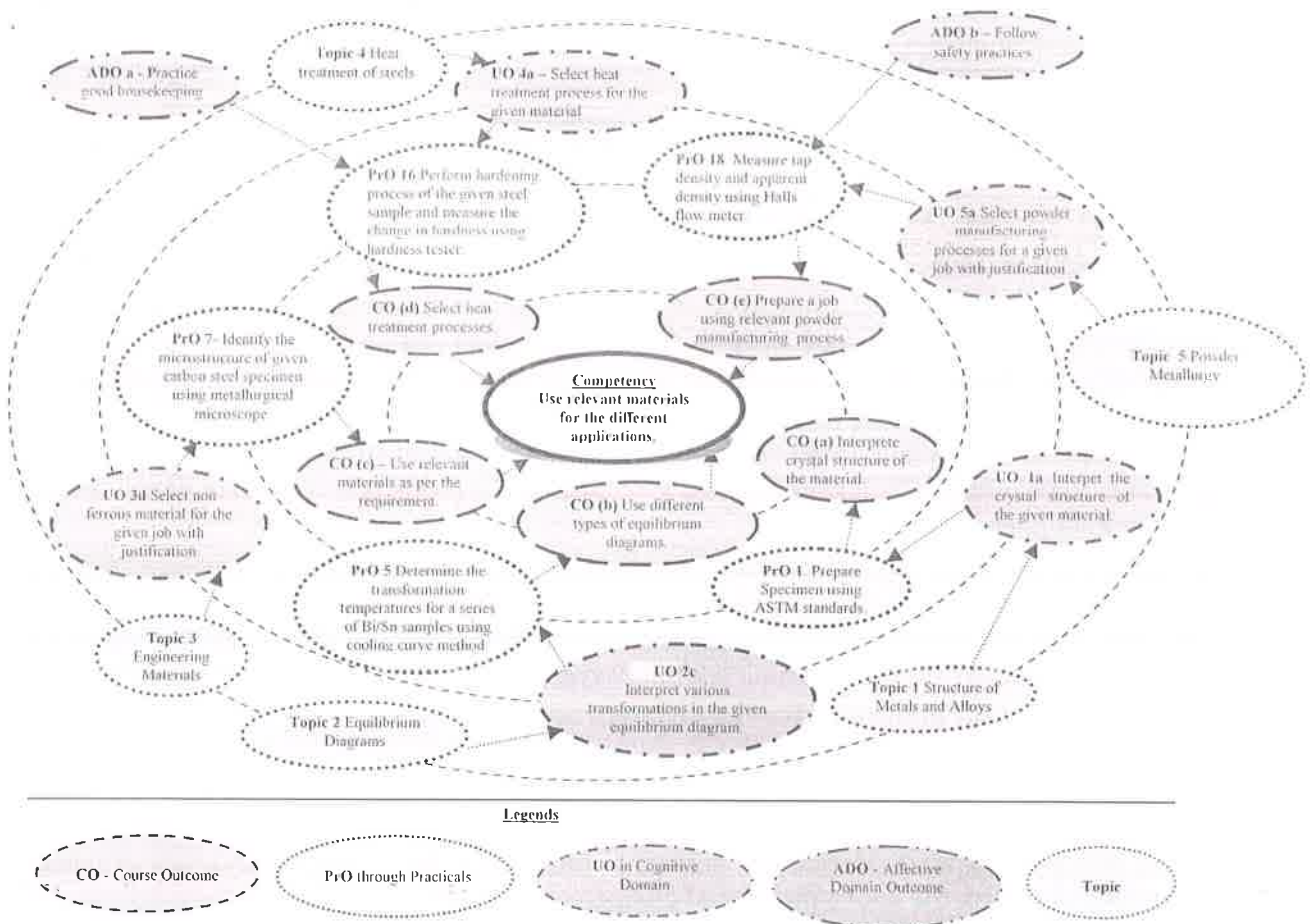 Topic 4 Heat
treatment of steels
ADO b – Follow
safety practices
ADO a - Practice
good housekeeping
UO 4a – Select heat
treatment process for the
given material
PrO 16 Perform hardening
process of the given steel
sample and measure the
change in hardness using
hardness tester.
PrO 18 Measure tap
density and apparent
density using Halls
flow meter
UO 5a Select powder
manufacturing
processes for a given
job with justification
CO (d) Select heat
treatment processes.
CO (e) Prepare a job
using relevant powder
manufacturing process
PrO 7- Identify the
microstructure of given
carbon steel specimen
using metallurgical
microscope
Topic 5 Powder
Metallurgy
Competency
Use relevant materials
for the different
applications.
CO (c) – Use relevant
materials as per the
requirement.
CO (a) Interprete
crystal structure of
the material.
UO 3d Select non
ferrous material for the
given job with
justification
CO (b) Use different
types of equilibrium
diagrams.
UO 1a Interpet the
crystal structure of
the given material.
PrO 5 Determine the
transformation
temperatures for a series
of Bi/Sn samples using
cooling curve method
PrO 1. Prepare
Specimen using
ASTM standards.
Topic 3
Engineering
Materials
UO 2c
Interpret various
transformations in the given
equilibrium diagram
Topic 1 Structure of
Metals and Alloys
Topic 2 Equilibrium
Diagrams
Legends
CO - Course Outcome
PrO through Practicals
UO in Cognitive
Domain
ADO - Affective
Domain Outcome
Topic